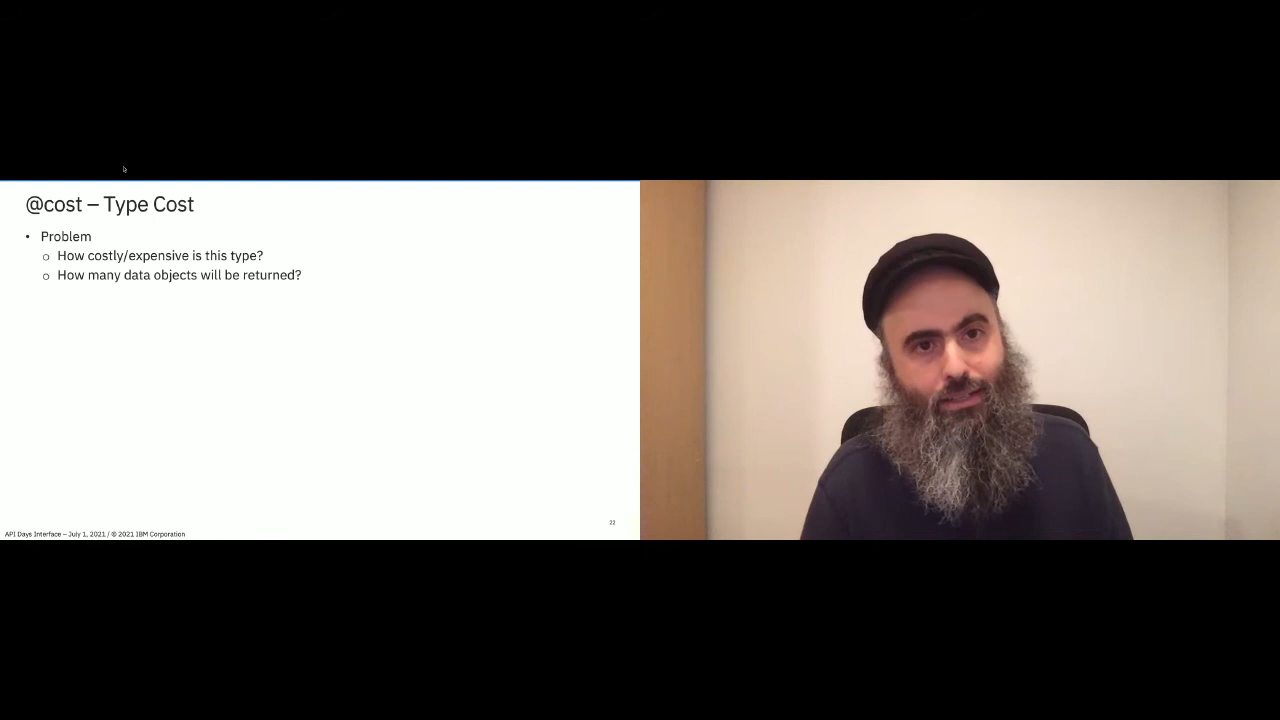 @cost – Type Cost
• Problem
o How costly/expensive is this type?
o How many data objects will be returned?
22
API Days Interface – July 1, 2021 / © 2021 IBM Corporation